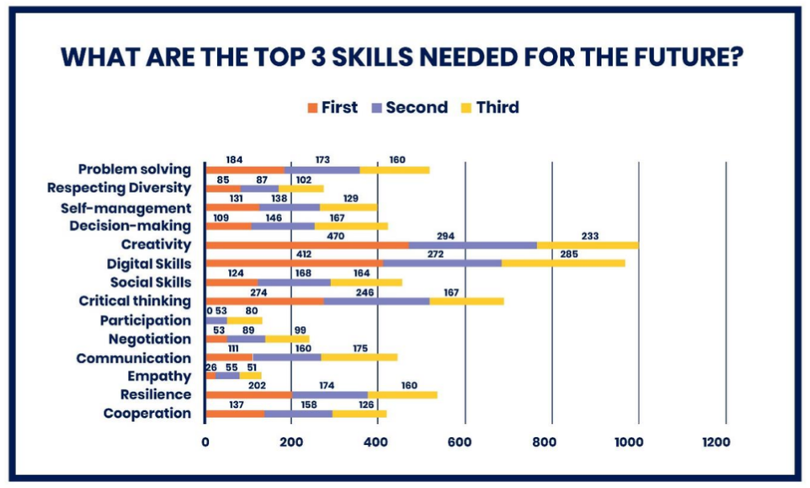 WHAT ARE THE TOP 3 SKILLS NEEDED FOR THE FUTURE?
First Second Third
184 173 160
Problem solving
85 87 102
Respecting Diversity
131 138 129
Self-management
109 146 167
Decision-making
470 294 233
Creativity
412 272 285
Digital Skills
124 168 164
Social Skills
274 246 167
Critical thinking
0 53 80
Participation
53 89 99
Negotiation
111 160 175
Communication
26 55 51
Empathy
202 174 160
Resilience
137 158 126
Cooperation
0 200 400 600 800 1000 1200